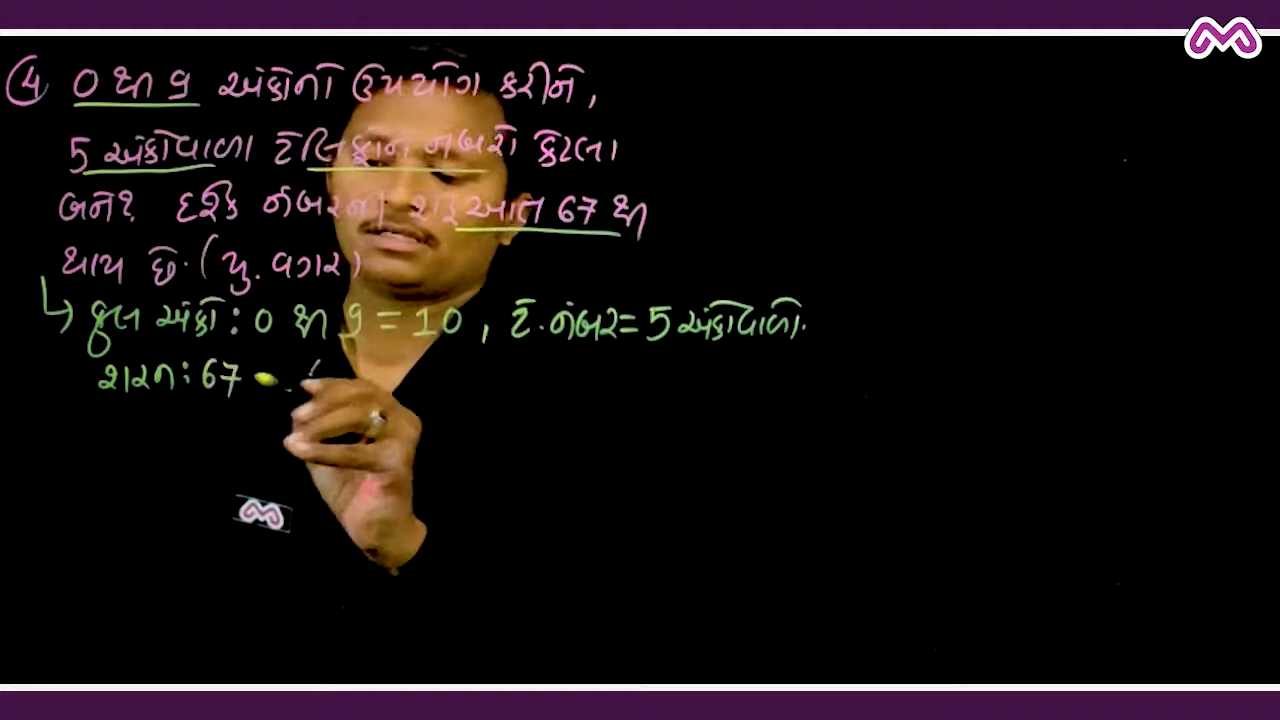 ④ 0 થી 9 અંકોનો ઉપયોગ કરીને,
5 અંકોવાળા ટેલિફોન નંબરો કેટલા
બને? દરેક નંબરની શરૂઆત 67 થી
થાય છે. (પુ. વગર)
↳ કુલ અંકો : 0 થી 9 = 10 , ટે. નંબર = 5 અંકોવાળો.
શરત : 67